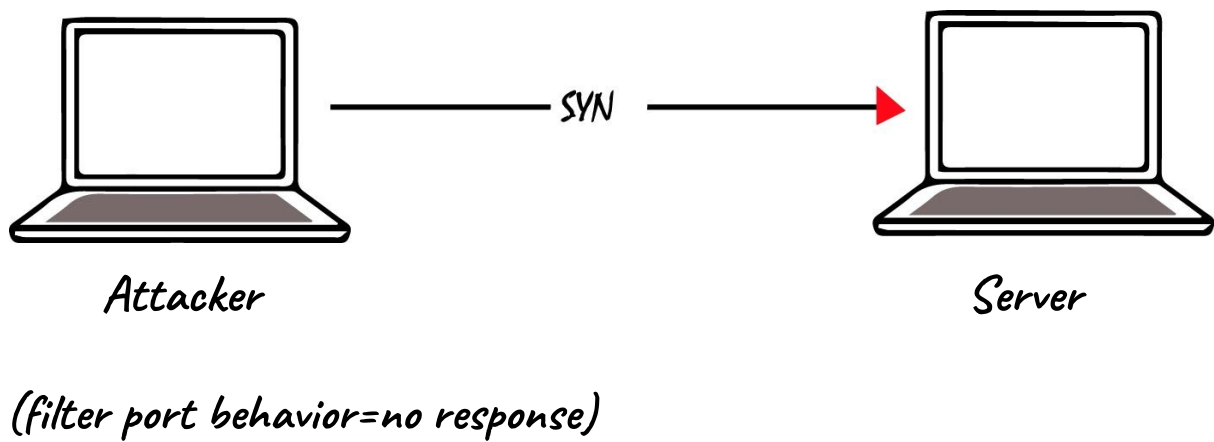 SYN
Attacker
Server
(filter port behavior=no response)